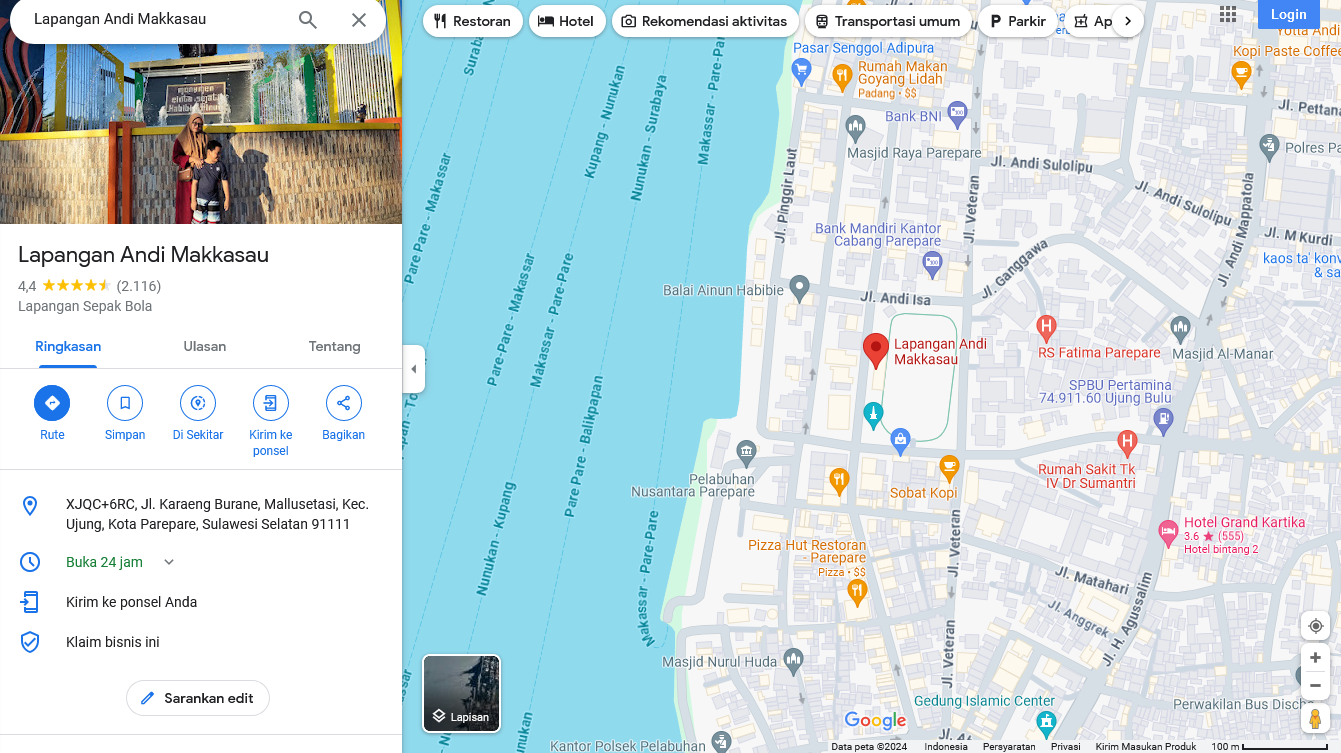 Lapangan Andi Makkasau
monumen
cinta sejati
Habibie Ainun
Lapangan Andi Makkasau
4,4 (2.116)
Lapangan Sepak Bola
Ringkasan
Ulasan
Tentang
Rute
Simpan
Di Sekitar
Kirim ke
ponsel
Bagikan
XJQC+6RC, Jl. Karaeng Burane, Mallusetasi, Kec.
Ujung, Kota Parepare, Sulawesi Selatan 91111
Buka 24 jam
Kirim ke ponsel Anda
Klaim bisnis ini
Sarankan edit
Restoran
Hotel
Rekomendasi aktivitas
Transportasi umum
Parkir
Ap
Login
Pasar Senggol Adipura
Rumah Makan
Goyang Lidah
Padang • $$
Kopi Paste Coffee
Jl. Pettana
Bank BNI
Masjid Raya Parepare
Polres Pa
Jl. Andi Sulolipu
Jl. Andi Sulolipu
Jl. Andi Mappatola
Jl. M Kurdi
Jl. Pinggir Laut
Jl. Veteran
Bank Mandiri Kantor
Cabang Parepare
Jl. Ganggawa
kaos ta' konv
& sa
Balai Ainun Habibie
Jl. Andi Isa
Lapangan Andi
Makkasau
RS Fatima Parepare
Masjid Al-Manar
SPBU Pertamina
74.911.60 Ujung Bulu
Pelabuhan
Nusantara Parepare
Sobat Kopi
Rumah Sakit Tk
IV Dr Sumantri
Hotel Grand Kartika
3.6 ★ (555)
Hotel bintang 2
Pizza Hut Restoran
- Parepare
Pizza • $$
Jl. Veteran
Jl. Matahari
Jl. Anggrek
Jl. H. Agussalim
Jl. Veteran
Masjid Nurul Huda
Gedung Islamic Center
Perwakilan Bus Disch
Kantor Polsek Pelabuhan
Surabaya
Kupang - Nunukan
Nunukan - Surabaya
Makassar - Pare-Pare
Pare Pare - Makassar
Pare-Pare - Makassar
Makassar - Pare-Pare
Pare Pare - Balikpapan
Nunukan - Kupang
Makassar - Pare-Pare
Lapisan
Google
Data peta ©2024
Indonesia
Persyaratan
Privasi
Kirim Masukan Produk
100 m